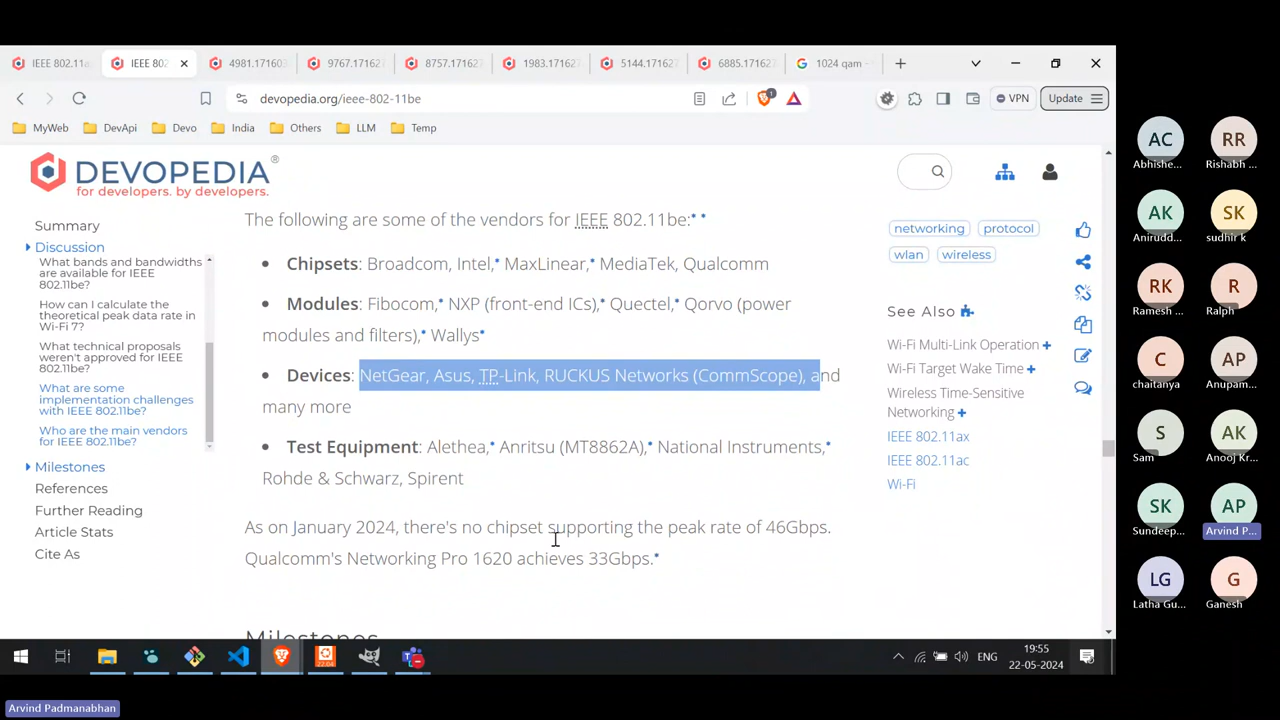 IEEE 802.11a
IEEE 802
4981.171603
9767.17162
8757.17162
1983.17162
5144.17162
6885.17162
1024 qam -
devopedia.org/ieee-802-11be
1
VPN
Update
MyWeb
DevApi
Devo
India
Others
LLM
Temp
DEVOPEDIA®
for developers. by developers.
Summary
Discussion
What bands and bandwidths
are available for IEEE
802.11be?
How can I calculate the
theoretical peak data rate in
Wi-Fi 7?
What technical proposals
weren't approved for IEEE
802.11be?
What are some
implementation challenges
with IEEE 802.11be?
Who are the main vendors
for IEEE 802.11be?
Milestones
References
Further Reading
Article Stats
Cite As
The following are some of the vendors for IEEE 802.11be:
• Chipsets: Broadcom, Intel, MaxLinear, MediaTek, Qualcomm
• Modules: Fibocom, NXP (front-end ICs), Quectel, Qorvo (power
modules and filters), Wallys
• Devices: NetGear, Asus, TP-Link, RUCKUS Networks (CommScope), and
many more
• Test Equipment: Alethea, Anritsu (MT8862A), National Instruments,
Rohde & Schwarz, Spirent
As on January 2024, there's no chipset supporting the peak rate of 46Gbps.
Qualcomm's Networking Pro 1620 achieves 33Gbps.
Milestones
networking
protocol
wlan
wireless
See Also
Wi-Fi Multi-Link Operation +
Wi-Fi Target Wake Time +
Wireless Time-Sensitive
Networking +
IEEE 802.11ax
IEEE 802.11ac
Wi-Fi
22.04
ENG
19:55
22-05-2024
AC
Abhishe...
RR
Rishabh ...
AK
Anirudd...
SK
sudhir k
RK
Ramesh ...
R
Ralph
C
chaitanya
AP
Anupam...
S
Sam
AK
Anooj Kr...
SK
Sundeep...
AP
Arvind P...
LG
Latha Gu...
G
Ganesh
Arvind Padmanabhan